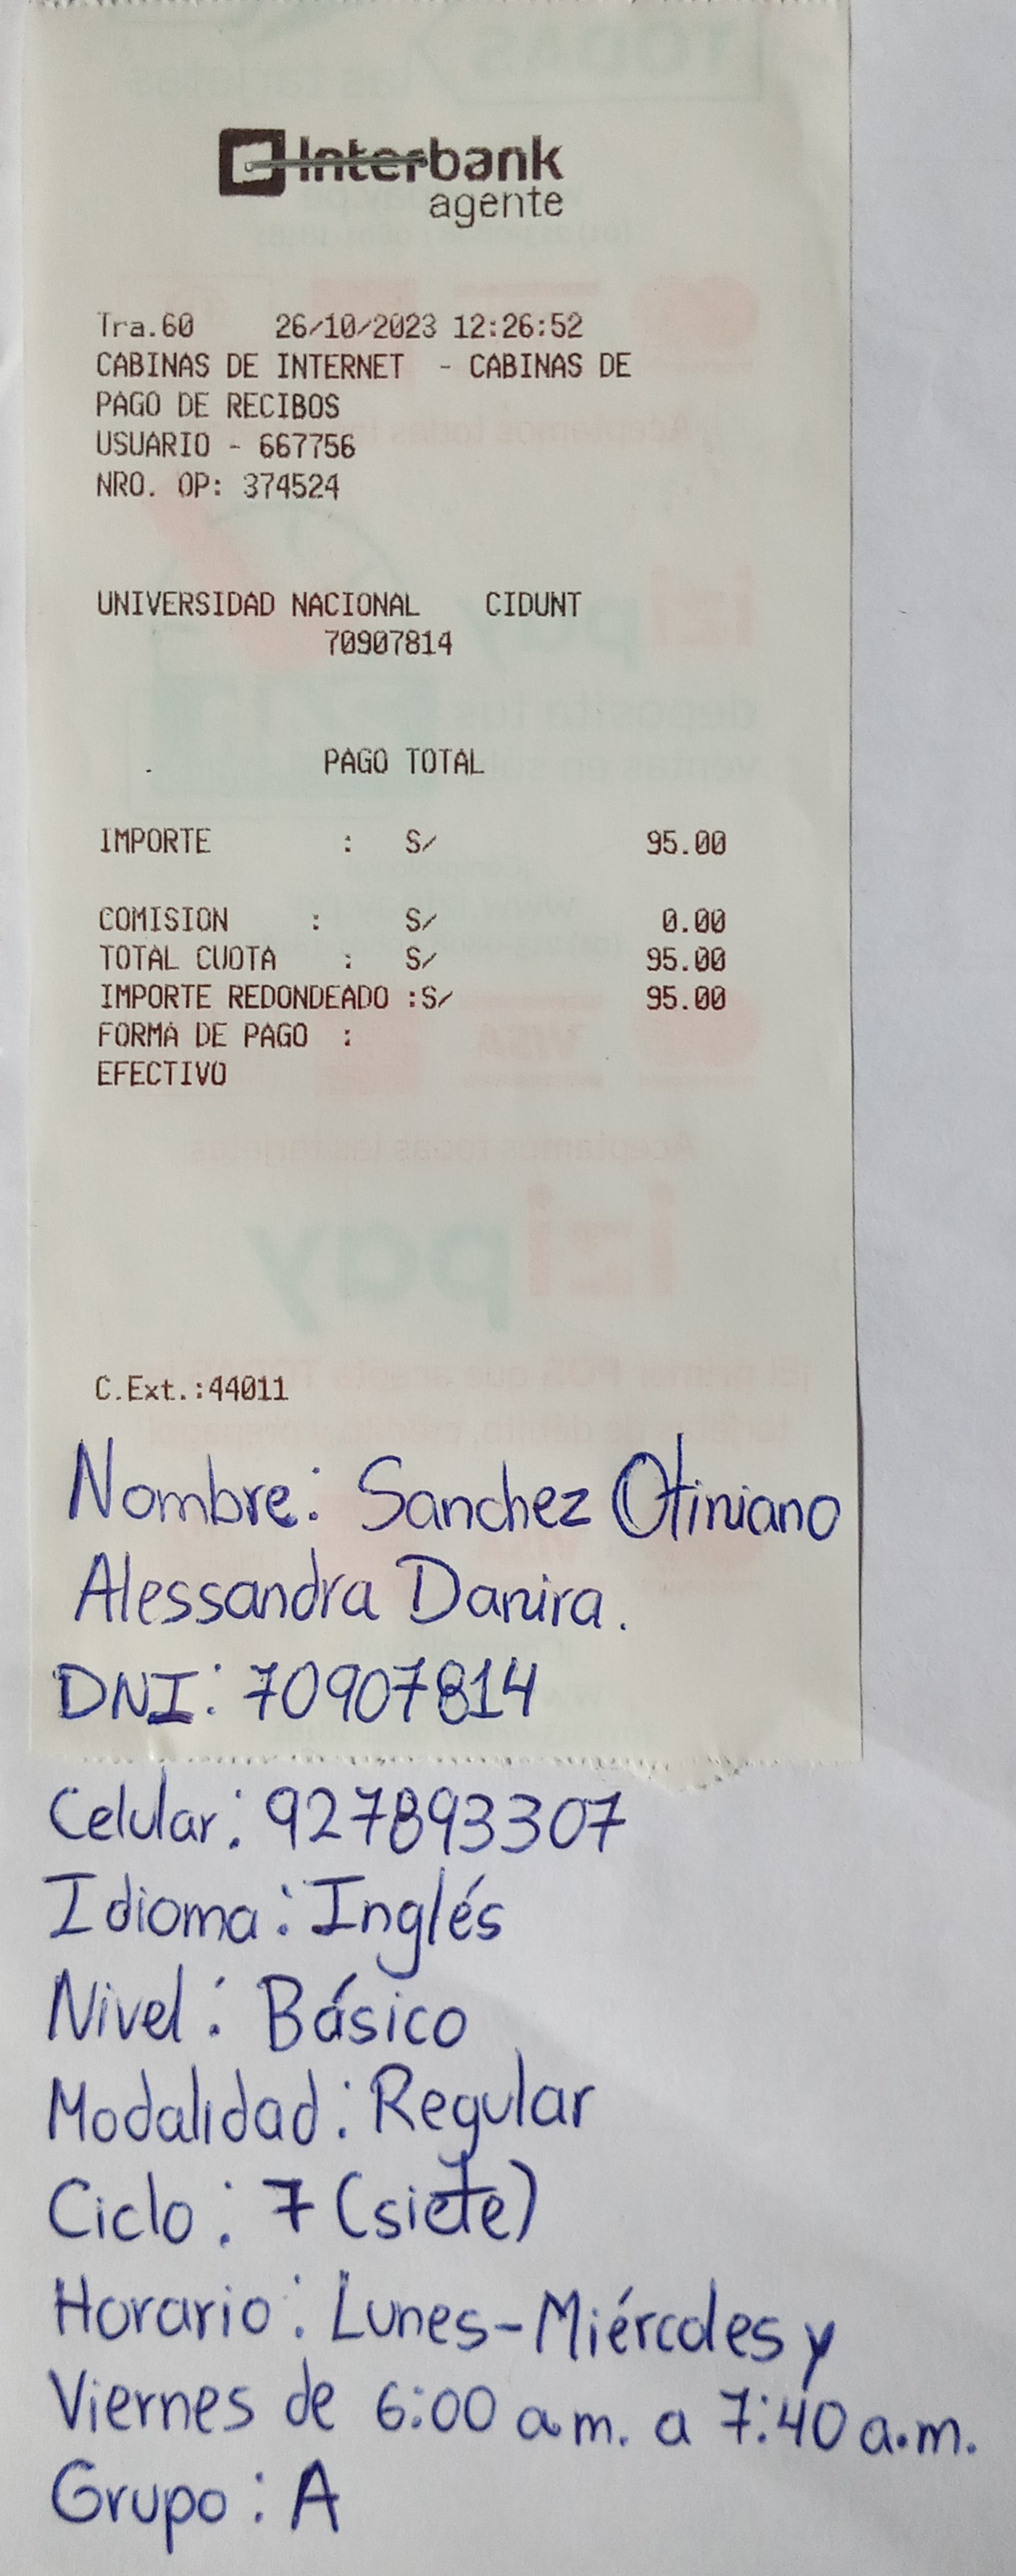 Interbank
agente
Tra.60 26/10/2023 12:26:52
CABINAS DE INTERNET - CABINAS DE
PAGO DE RECIBOS
USUARIO - 667756
NRO. OP: 374524
UNIVERSIDAD NACIONAL CIDUNT
70907814
PAGO TOTAL
IMPORTE : S/ 95.00
COMISION : S/ 0.00
TOTAL CUOTA : S/ 95.00
IMPORTE REDONDEADO :S/ 95.00
FORMA DE PAGO :
EFECTIVO
C.Ext.:44011
Nombre: Sanchez Otiniano
Alessandra Danira.
DNI: 70907814
Celular: 927893307
Idioma: Inglés
Nivel: Básico
Modalidad: Regular
Ciclo: 7 (siete)
Horario: Lunes-Miércoles y
Viernes de 6:00 a.m. a 7:40 a.m.
Grupo: A